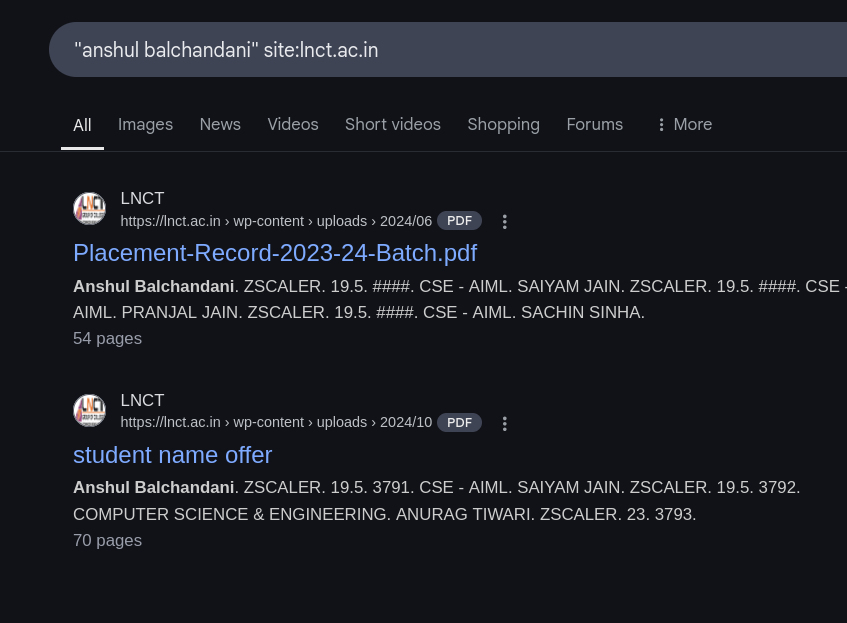 "anshul balchandani" site:lnct.ac.in
All Images News Videos Short videos Shopping Forums More
LNCT
https://lnct.ac.in › wp-content › uploads › 2024/06 PDF
Placement-Record-2023-24-Batch.pdf
Anshul Balchandani. ZSCALER. 19.5. ####. CSE - AIML. SAIYAM JAIN. ZSCALER. 19.5. ####. CSE -
AIML. PRANJAL JAIN. ZSCALER. 19.5. ####. CSE - AIML. SACHIN SINHA.
54 pages
LNCT
https://lnct.ac.in › wp-content › uploads › 2024/10 PDF
student name offer
Anshul Balchandani. ZSCALER. 19.5. 3791. CSE - AIML. SAIYAM JAIN. ZSCALER. 19.5. 3792.
COMPUTER SCIENCE & ENGINEERING. ANURAG TIWARI. ZSCALER. 23. 3793.
70 pages